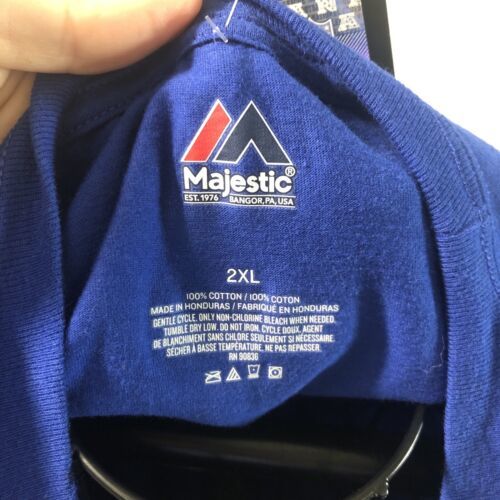 Majestic®
EST. 1976 BANGOR, PA, USA
2XL
100% COTTON / 100% COTON
MADE IN HONDURAS / FABRIQUÉ EN HONDURAS
GENTLE CYCLE. ONLY NON-CHLORINE BLEACH WHEN NEEDED.
TUMBLE DRY LOW. DO NOT IRON. CYCLE DOUX. AGENT
DE BLANCHIMENT SANS CHLORE SEULEMENT SI NÉCESSAIRE.
SÉCHER À BASSE TEMPÉRATURE. NE PAS REPASSER.
RN 90836